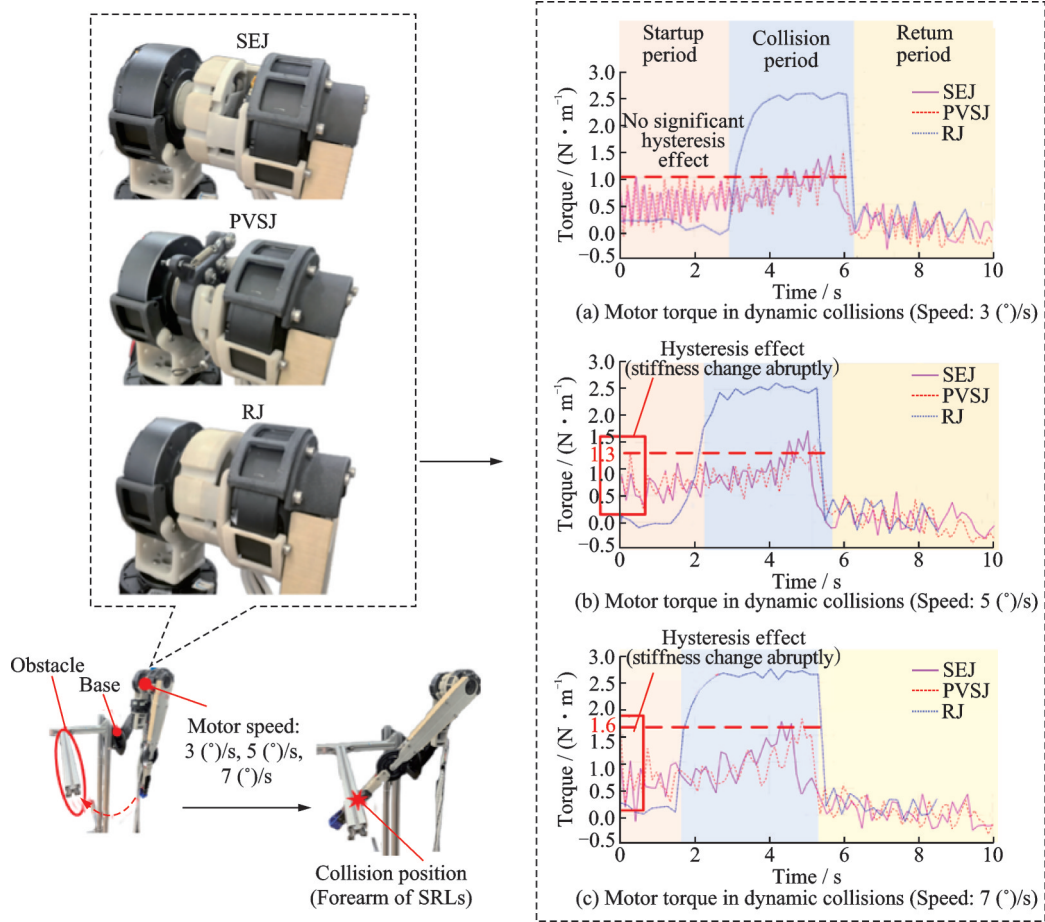 SEJ
PVSJ
RJ
Obstacle
Base
Motor speed:
3 (°)/s, 5 (°)/s,
7 (°)/s
Collision position
(Forearm of SRLs)
Startup
period
Collision
period
Retum
period
3.0
2.5
2.0
1.5
1.0
0.5
0.0
−0.5
Torque / (N · m⁻¹)
No significant
hysteresis
effect
SEJ
PVSJ
RJ
0 2 4 6 8 10
Time / s
(a) Motor torque in dynamic collisions (Speed: 3 (°)/s)
Hysteresis effect
(stiffness change abruptly)
3.0
2.5
2.0
1.5
1.3
1.0
0.5
0.0
−0.5
Torque / (N · m⁻¹)
SEJ
PVSJ
RJ
0 2 4 6 8 10
Time / s
(b) Motor torque in dynamic collisions (Speed: 5 (°)/s)
Hysteresis effect
(stiffness change abruptly)
3.0
2.5
2.0
1.6
1.0
0.5
0.0
−0.5
Torque / (N · m⁻¹)
SEJ
PVSJ
RJ
0 2 4 6 8 10
Time / s
(c) Motor torque in dynamic collisions (Speed: 7 (°)/s)